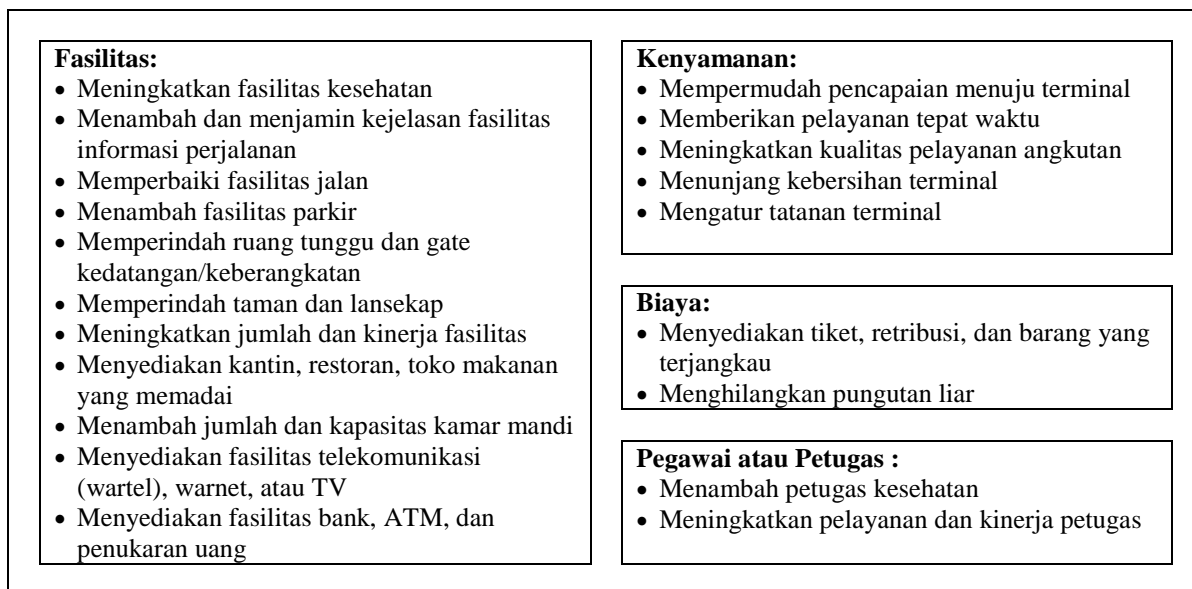 Fasilitas:
• Meningkatkan fasilitas kesehatan
• Menambah dan menjamin kejelasan fasilitas
informasi perjalanan
• Memperbaiki fasilitas jalan
• Menambah fasilitas parkir
• Memperindah ruang tunggu dan gate
kedatangan/keberangkatan
• Memperindah taman dan lansekap
• Meningkatkan jumlah dan kinerja fasilitas
• Menyediakan kantin, restoran, toko makanan
yang memadai
• Menambah jumlah dan kapasitas kamar mandi
• Menyediakan fasilitas telekomunikasi
(wartel), warnet, atau TV
• Menyediakan fasilitas bank, ATM, dan
penukaran uang
Kenyamanan:
• Mempermudah pencapaian menuju terminal
• Memberikan pelayanan tepat waktu
• Meningkatkan kualitas pelayanan angkutan
• Menunjang kebersihan terminal
• Mengatur tatanan terminal
Biaya:
• Menyediakan tiket, retribusi, dan barang yang
terjangkau
• Menghilangkan pungutan liar
Pegawai atau Petugas :
• Menambah petugas kesehatan
• Meningkatkan pelayanan dan kinerja petugas